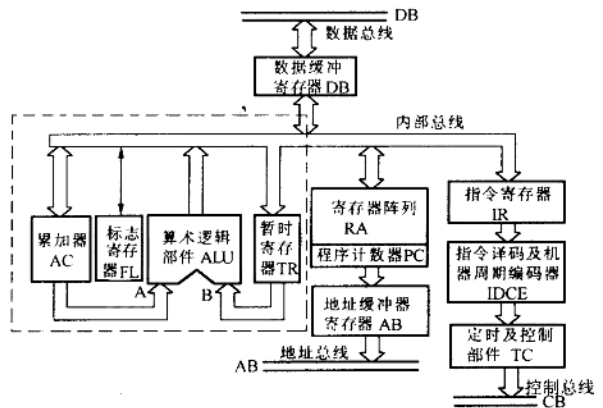 DB
数据总线
数据缓冲
寄存器DB
内部总线
累加器
AC
标志
寄存
器FL
算术逻辑
部件 ALU
暂时
寄存
器TR
A
B
寄存器阵列
RA
程序计数器PC
地址缓冲器
寄存器 AB
AB
地址总线
指令寄存器
IR
指令译码及机
器周期编码器
IDCE
定时及控制
部件 TC
控制总线
CB